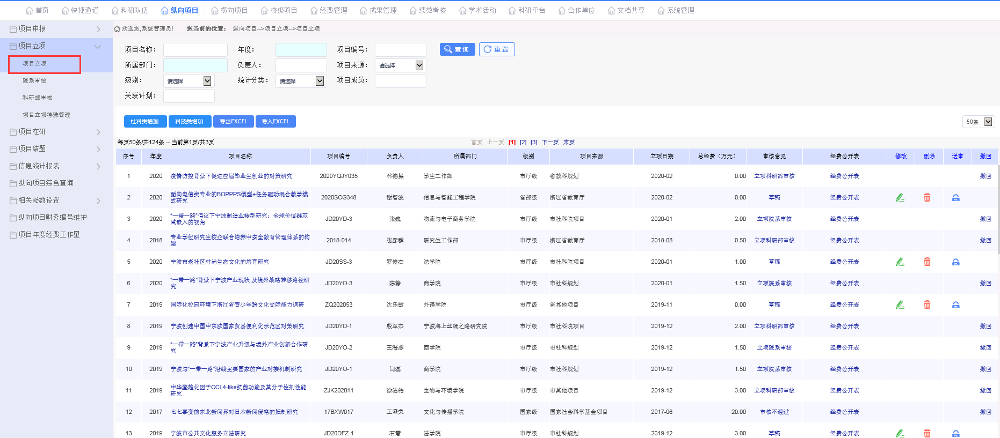 首页 快捷通道 科研队伍 纵向项目 横向项目 校级项目 经费管理 成果管理 绩效考核 学术活动 科研平台 合作单位 文档共享 系统管理
项目申报
项目立项
项目立项
院系审核
科研部审核
项目立项特殊管理
项目在研
项目结题
信息统计报表
纵向项目综合查询
相关参数设置
纵向项目财务编号维护
项目年度经费工作量
欢迎您,系统管理员! 您当前的位置： 纵向项目-->项目立项-->项目立项
项目名称： 年度： 项目编号： 查询 重置
所属部门： 负责人： 项目来源： 请选择
级别： 请选择 统计分类： 请选择 项目成员：
关联计划：
社科类增加 科技类增加 导出EXCEL 导入EXCEL 50条
每页50条/共124条 -- 当前第1页/共3页 首页 上一页 [1] [2] [3] 下一页 末页
序号 年度 项目名称 项目编号 负责人 所属部门 级别 项目来源 立项日期 总经费（万元） 审核意见 经费公开表 修改 删除 送审 撤回
1 2020 疫情防控背景下促进应届毕业生创业的对策研究 2020YQJY035 林德操 学生工作部 市厅级 省教科规划 2020-02 0.00 立项科研部审核 经费公开表 撤回
2 2020 面向电信类专业的BOPPPS模型+任务驱动混合教学模
式研究 2020SCG348 谢智波 信息与智能工程学院 省部级 浙江省教育厅 2020-02 0.00 草稿 经费公开表
3 2020 “一带一路”倡议下宁波制造业转型研究：全球价值链双
重嵌入的视角 JD20YD-3 张巍 物流与电子商务学院 市厅级 市社科院项目 2020-01 2.00 立项院系审核 经费公开表 撤回
4 2018 专业学位研究生校企联合培养中安全教育管理体系的构
建 2018-014 崔彦群 研究生工作部 市厅级 浙江省教育厅 2018-08 0.50 立项科研部审核 经费公开表 撤回
5 2020 宁波市老社区时尚生态文化的培育研究 JD20SS-3 罗俊杰 法学院 市厅级 市社科院项目 2020-01 1.00 草稿 经费公开表
6 2020 “一带一路”背景下宁波产业现状 及境外战略转移路径研
究 JD20YO-3 陈静 商学院 市厅级 市社科规划 2020-01 1.50 立项院系审核 经费公开表 撤回
7 2019 国际化校园环境下浙江省青少年跨文化交际能力调研 ZQ202053 沈乐敏 外语学院 市厅级 省其他项目 2019-11 0.00 草稿 经费公开表
8 2019 宁波创建中国中东欧国家贸易便利化示范区对策研究 JD20YD-1 殷军杰 宁波海上丝绸之路研究院 市厅级 市社科院项目 2019-12 2.00 立项科研部审核 经费公开表 撤回
9 2019 “一带一路”背景下宁波产业升级与境外产业创新合作研
究 JD20YO-2 王海燕 商学院 市厅级 市社科规划 2019-12 1.50 立项院系审核 经费公开表 撤回
10 2019 宁波与“一带一路”沿线主要国家的产业对接机制研究 JD20YO-1 闫磊 商学院 市厅级 市社科规划 2019-12 1.50 立项院系审核 经费公开表 撤回
11 2019 中华鳖趋化因子CCL4-like抗菌功能及其分子佐剂性能
研究 ZJK202011 徐洁皓 生物与环境学院 市厅级 市其他项目 2019-12 3.00 立项科研部审核 经费公开表 撤回
12 2017 七七事变前东北新闻界对日本新闻侵略的抵制研究 17BXW017 王翠荣 文化与传播学院 国家级 国家社会科学基金项目 2017-06 20.00 审核不通过 经费公开表 撤回
13 2019 宁波市公共文化服务立法研究 JD20DFZ-1 石慧 法学院 市厅级 市社科规划 2019-12 3.00 草稿 经费公开表